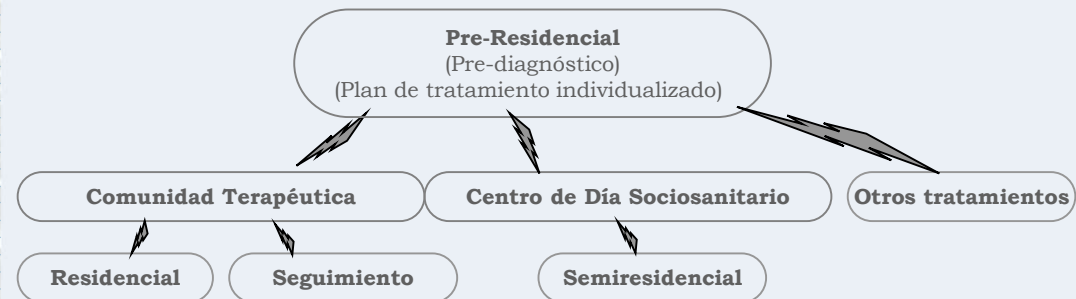 Pre-Residencial
(Pre-diagnóstico)
(Plan de tratamiento individualizado)
Comunidad Terapéutica
Centro de Día Sociosanitario
Otros tratamientos
Residencial
Seguimiento
Semiresidencial